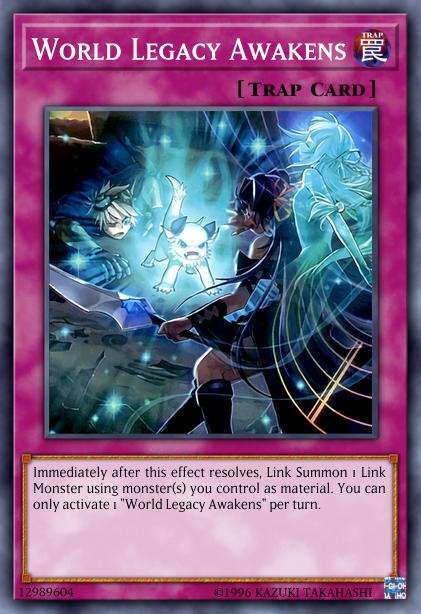 World Legacy Awakens
TRAP
罠
[Trap Card]
Immediately after this effect resolves, Link Summon 1 Link
Monster using monster(s) you control as material. You can
only activate 1 "World Legacy Awakens" per turn.
12989604
©1996 KAZUKI TAKAHASHI